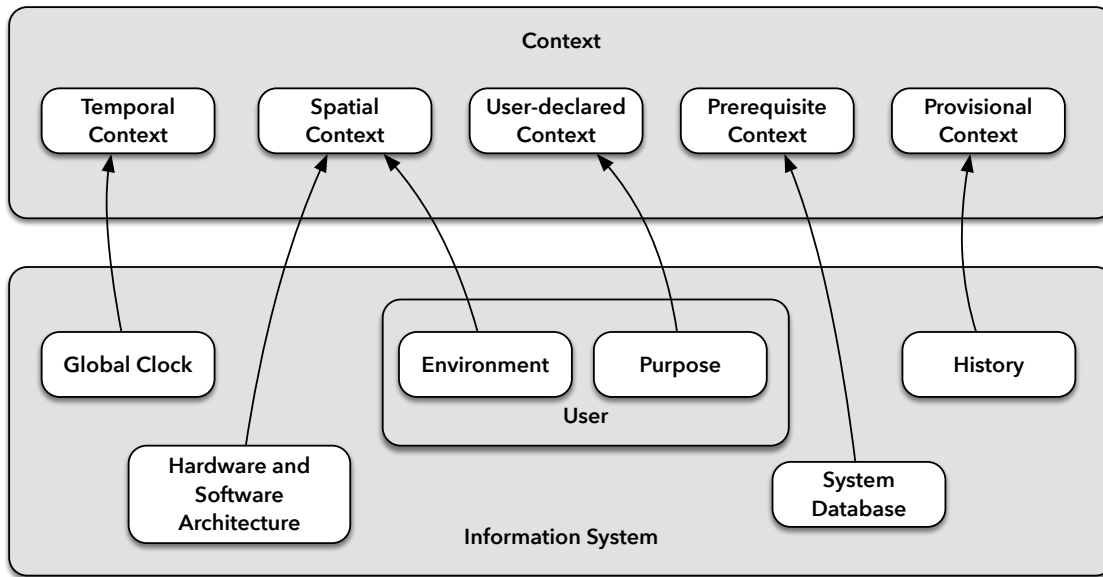 Context
Temporal
Context
Spatial
Context
User-declared
Context
Prerequisite
Context
Provisional
Context
Global Clock
Environment
Purpose
History
User
Hardware and
Software
Architecture
System
Database
Information System